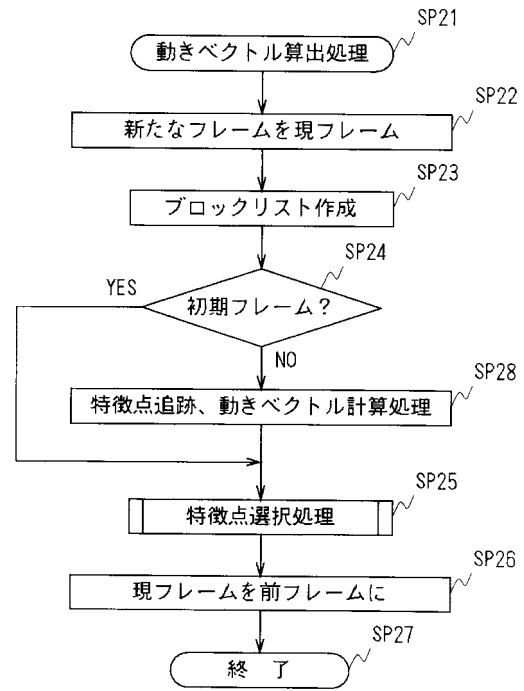 SP21
動きベクトル算出処理
SP22
新たなフレームを現フレーム
SP23
ブロックリスト作成
SP24
YES
初期フレーム?
NO
SP28
特徴点追跡、動きベクトル計算処理
SP25
特徴点選択処理
SP26
現フレームを前フレームに
SP27
終 了